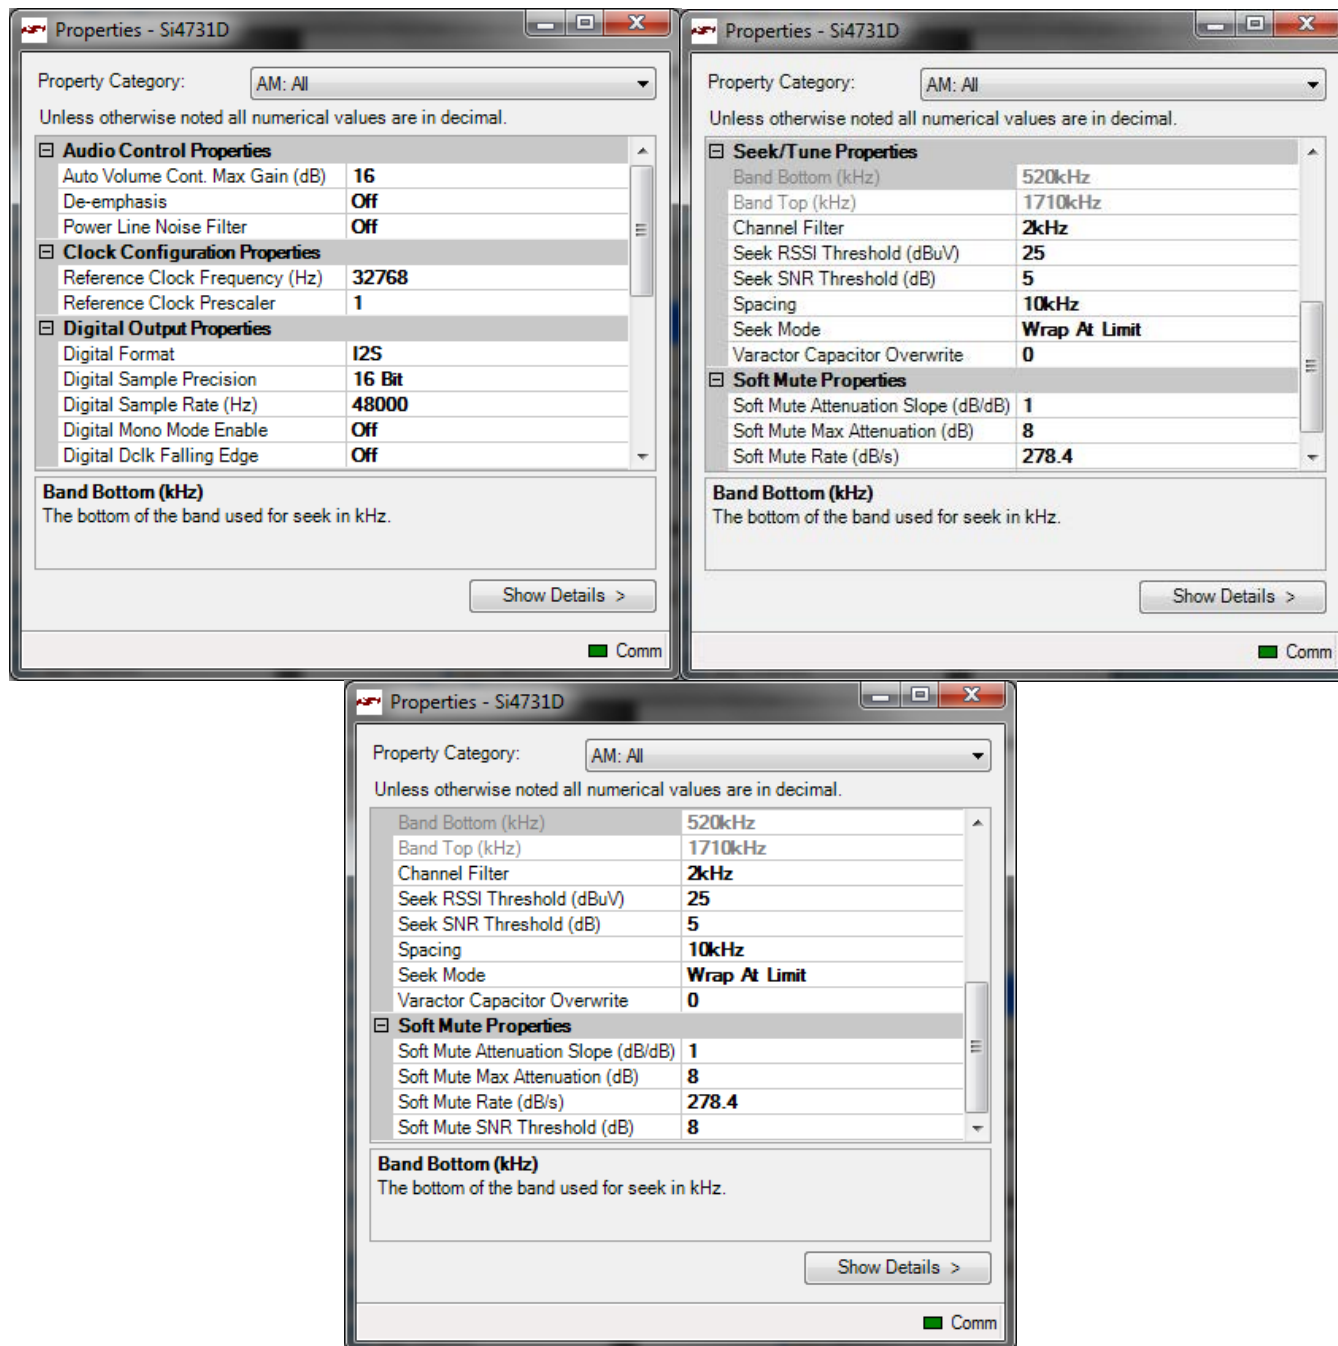 Properties - Si4731D
Property Category: AM: All
Unless otherwise noted all numerical values are in decimal.
Audio Control Properties
Auto Volume Cont. Max Gain (dB) 16
De-emphasis Off
Power Line Noise Filter Off
Clock Configuration Properties
Reference Clock Frequency (Hz) 32768
Reference Clock Prescaler 1
Digital Output Properties
Digital Format I2S
Digital Sample Precision 16 Bit
Digital Sample Rate (Hz) 48000
Digital Mono Mode Enable Off
Digital Dclk Falling Edge Off
Band Bottom (kHz)
The bottom of the band used for seek in kHz.
Show Details >
Comm
Properties - Si4731D
Property Category: AM: All
Unless otherwise noted all numerical values are in decimal.
Seek/Tune Properties
Band Bottom (kHz) 520kHz
Band Top (kHz) 1710kHz
Channel Filter 2kHz
Seek RSSI Threshold (dBuV) 25
Seek SNR Threshold (dB) 5
Spacing 10kHz
Seek Mode Wrap At Limit
Varactor Capacitor Overwrite 0
Soft Mute Properties
Soft Mute Attenuation Slope (dB/dB) 1
Soft Mute Max Attenuation (dB) 8
Soft Mute Rate (dB/s) 278.4
Band Bottom (kHz)
The bottom of the band used for seek in kHz.
Show Details >
Comm
Properties - Si4731D
Property Category: AM: All
Unless otherwise noted all numerical values are in decimal.
Band Bottom (kHz) 520kHz
Band Top (kHz) 1710kHz
Channel Filter 2kHz
Seek RSSI Threshold (dBuV) 25
Seek SNR Threshold (dB) 5
Spacing 10kHz
Seek Mode Wrap At Limit
Varactor Capacitor Overwrite 0
Soft Mute Properties
Soft Mute Attenuation Slope (dB/dB) 1
Soft Mute Max Attenuation (dB) 8
Soft Mute Rate (dB/s) 278.4
Soft Mute SNR Threshold (dB) 8
Band Bottom (kHz)
The bottom of the band used for seek in kHz.
Show Details >
Comm